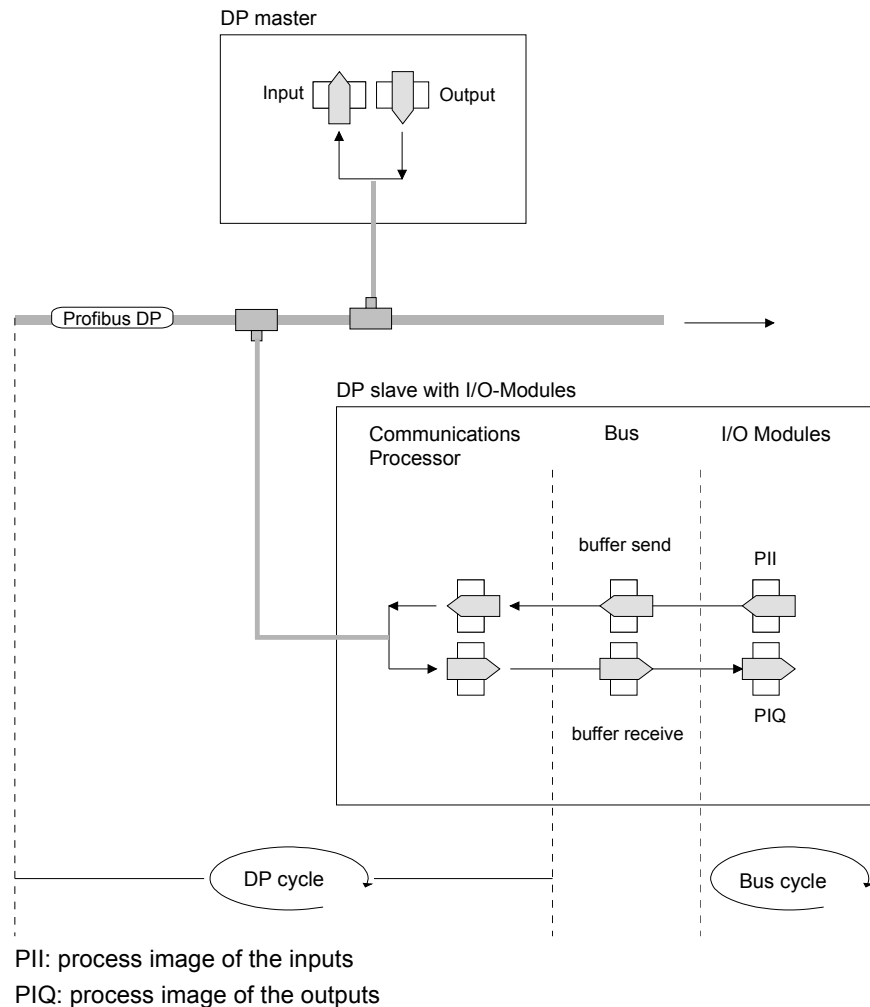 DP master
Input
Output
Profibus DP
DP slave with I/O-Modules
Communications
Processor
Bus
I/O Modules
buffer send
PII
buffer receive
PIQ
DP cycle
Bus cycle
PII: process image of the inputs
PIQ: process image of the outputs